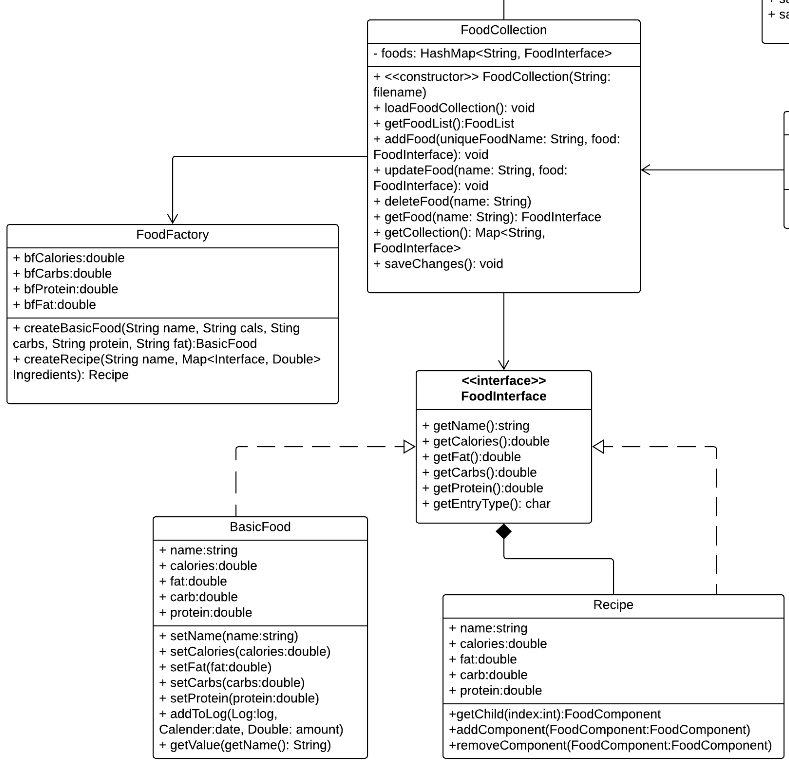 + sa
FoodCollection
- foods: HashMap<String, FoodInterface>
+ <<constructor>> FoodCollection(String:
filename)
+ loadFoodCollection(): void
+ getFoodList():FoodList
+ addFood(uniqueFoodName: String, food:
FoodInterface): void
+ updateFood(name: String, food:
FoodInterface): void
+ deleteFood(name: String)
+ getFood(name: String): FoodInterface
+ getCollection(): Map<String,
FoodInterface>
+ saveChanges(): void
FoodFactory
+ bfCalories:double
+ bfCarbs:double
+ bfProtein:double
+ bfFat:double
+ createBasicFood(String name, String cals, Sting
carbs, String protein, String fat):BasicFood
+ createRecipe(String name, Map<Interface, Double>
Ingredients): Recipe
<<interface>>
FoodInterface
+ getName():string
+ getCalories():double
+ getFat():double
+ getCarbs():double
+ getProtein():double
+ getEntryType(): char
BasicFood
+ name:string
+ calories:double
+ fat:double
+ carb:double
+ protein:double
+ setName(name:string)
+ setCalories(calories:double)
+ setFat(fat:double)
+ setCarbs(carbs:double)
+ setProtein(protein:double)
+ addToLog(Log:log,
Calender:date, Double: amount)
+ getValue(getName(): String)
Recipe
+ name:string
+ calories:double
+ fat:double
+ carb:double
+ protein:double
+getChild(index:int):FoodComponent
+addComponent(FoodComponent:FoodComponent)
+removeComponent(FoodComponent:FoodComponent)